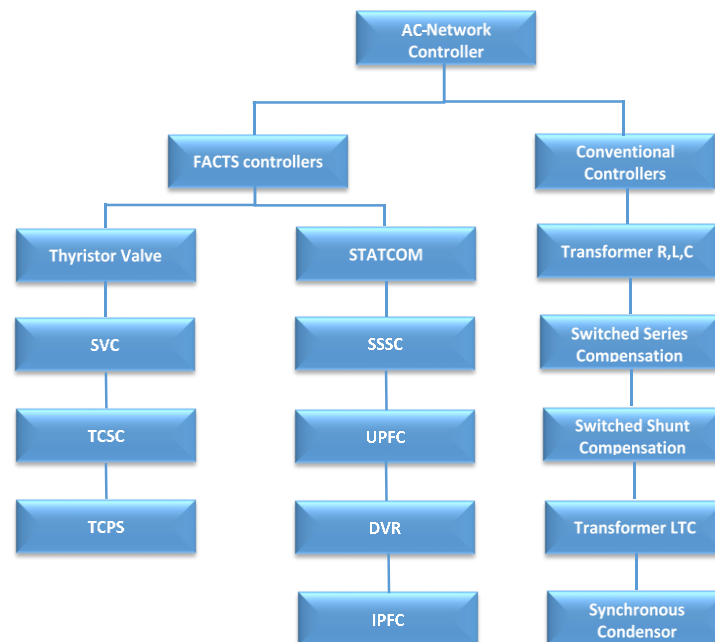 AC-Network
Controller
FACTS controllers
Conventional
Controllers
Thyristor Valve
STATCOM
Transformer R,L,C
SVC
SSSC
Switched Series
Compensation
TCSC
UPFC
Switched Shunt
Compensation
TCPS
DVR
Transformer LTC
IPFC
Synchronous
Condensor